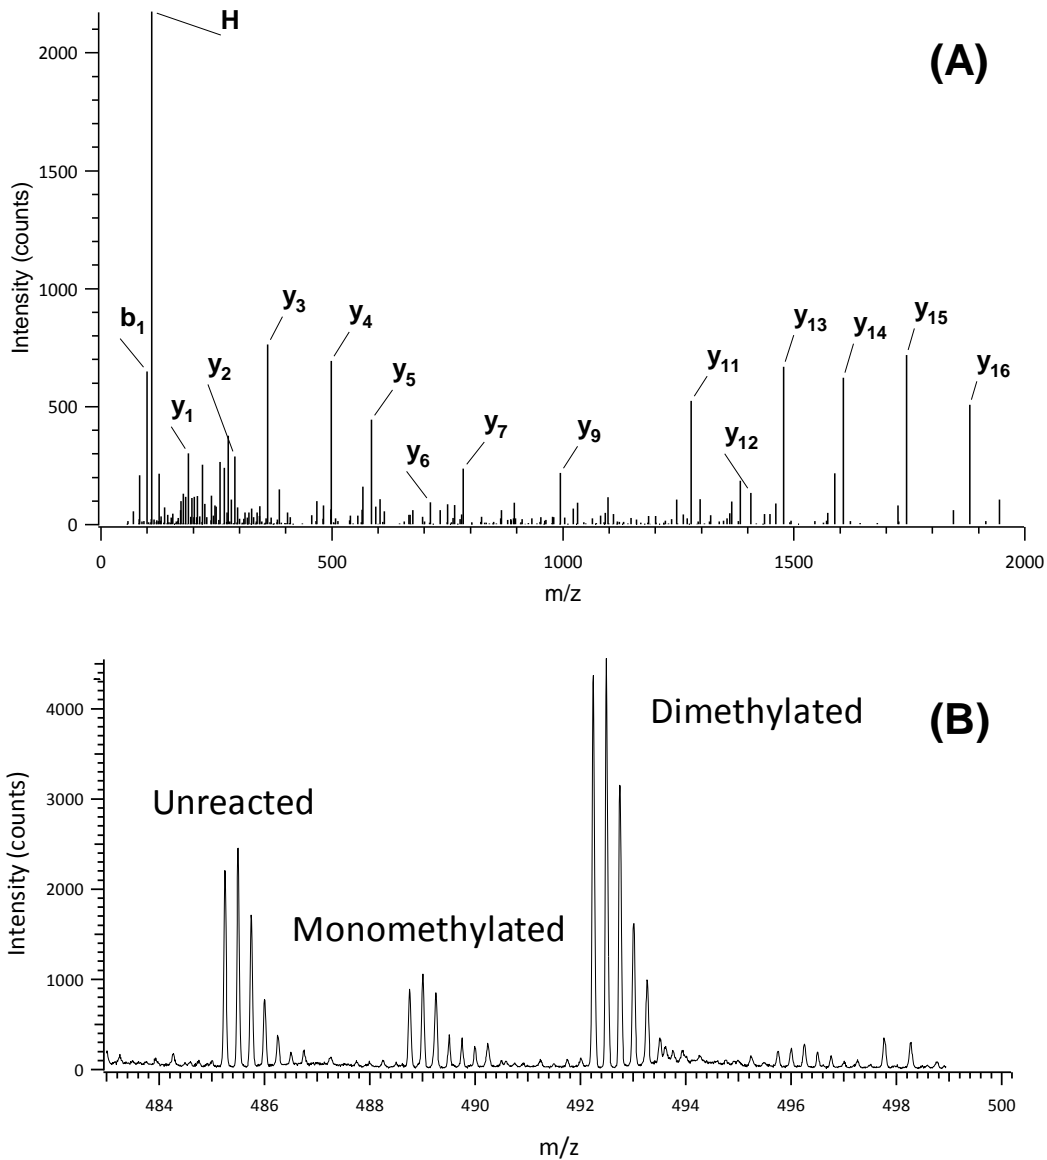 H
(A)
2000
1500
1000
500
0
Intensity (counts)
b1
y1
y2
y3
y4
y5
y6
y7
y9
y11
y12
y13
y14
y15
y16
0 500 1000 1500 2000
m/z
(B)
Dimethylated
Unreacted
Monomethylated
4000
3000
2000
1000
0
Intensity (counts)
484 486 488 490 492 494 496 498 500
m/z